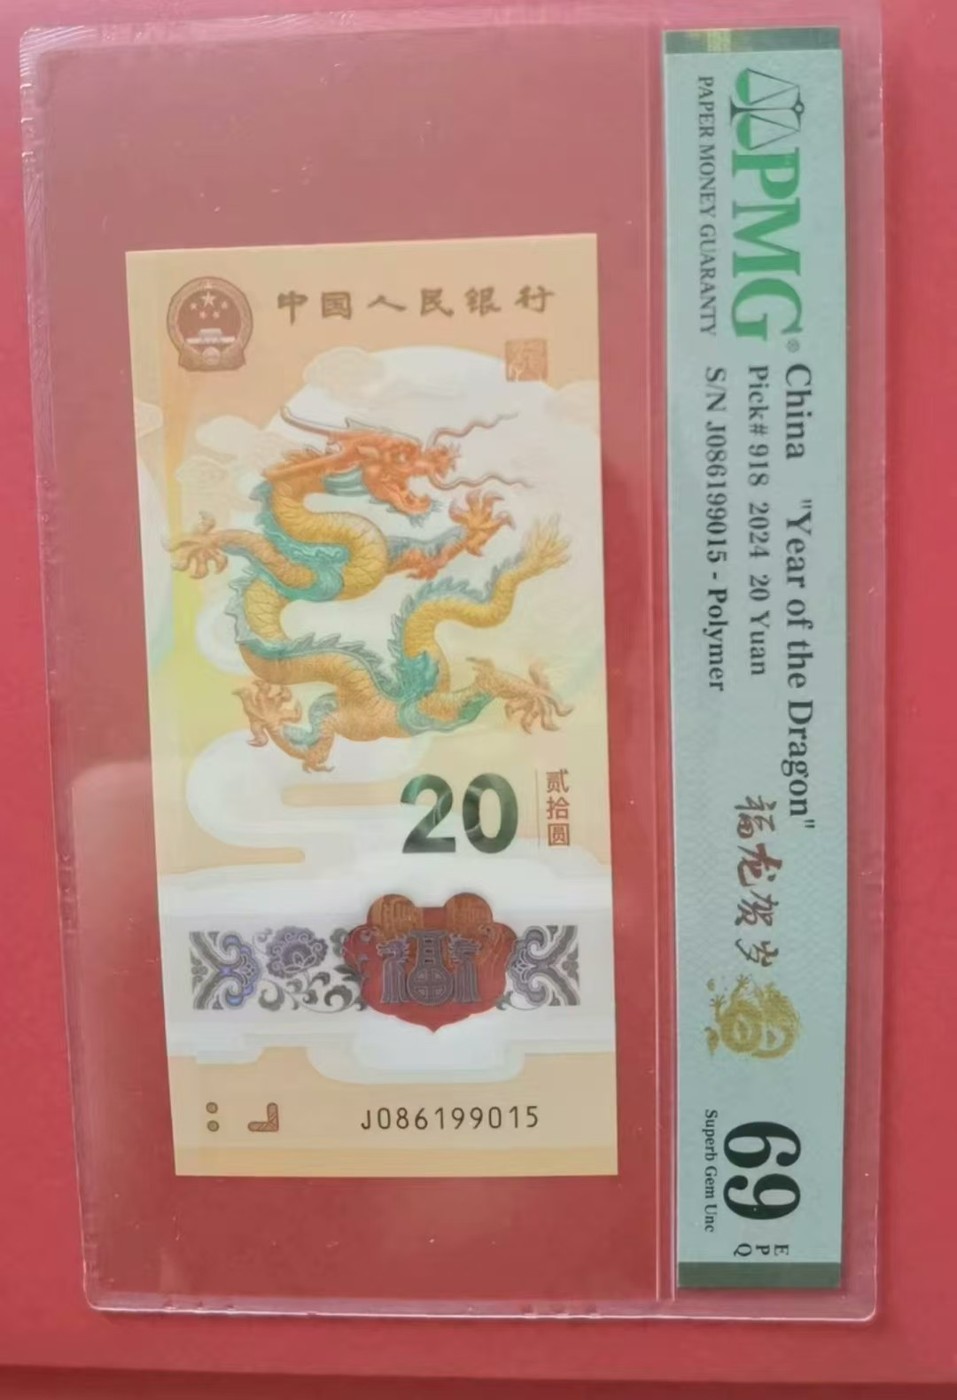 中国人民银行
20
贰拾圆
J086199015
PMG®
PAPER MONEY GUARANTY
China "Year of the Dragon"
Pick# 918 2024 20 Yuan
S/N J086199015 - Polymer
福龙贺岁
69
EPQ
Superb Gem Unc